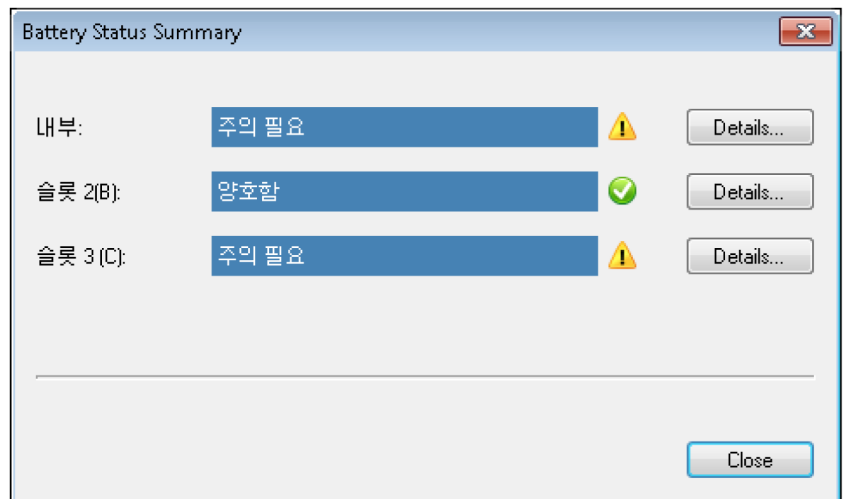 Battery Status Summary
내부: 주의 필요 Details...
슬롯 2(B): 양호함 Details...
슬롯 3 (C): 주의 필요 Details...
Close